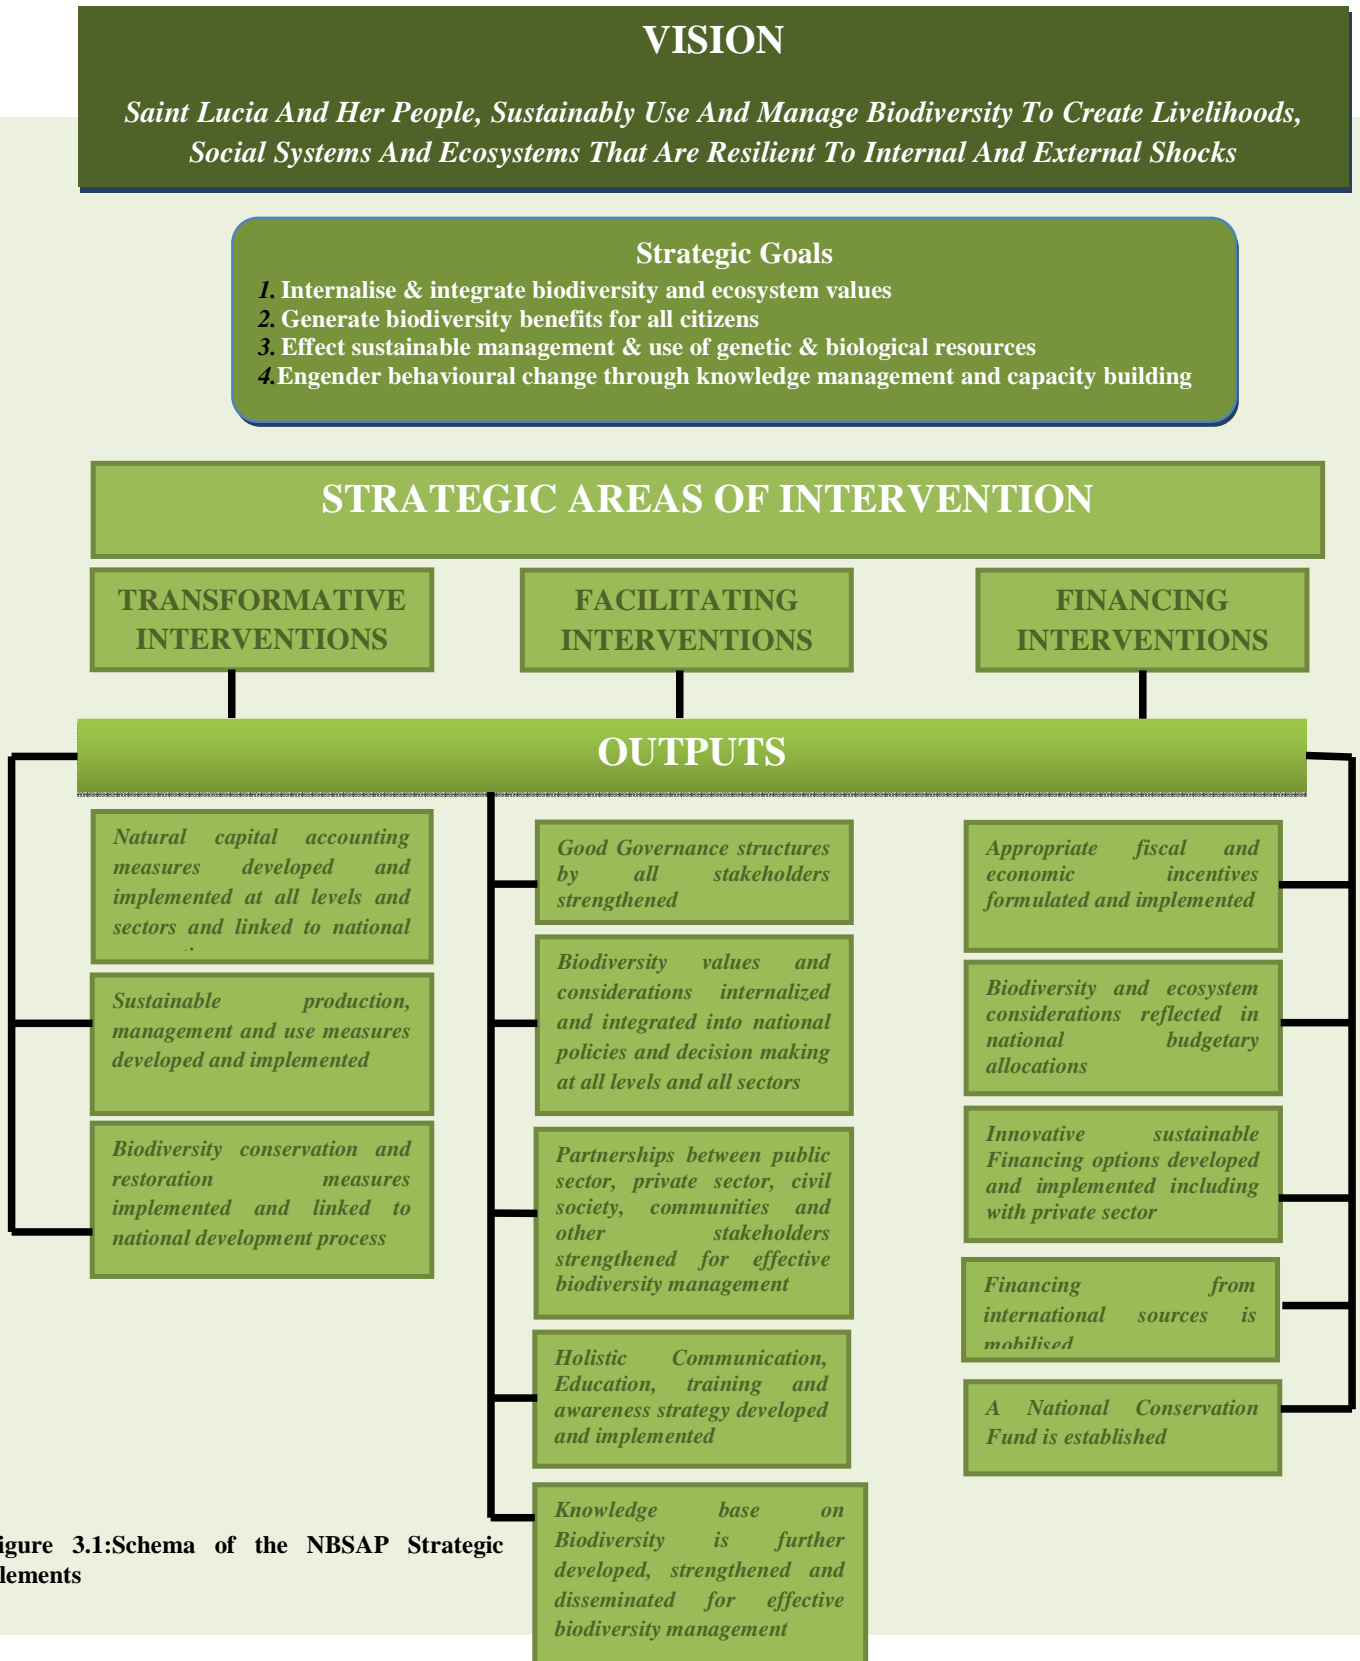 VISION
Saint Lucia And Her People, Sustainably Use And Manage Biodiversity To Create Livelihoods,
Social Systems And Ecosystems That Are Resilient To Internal And External Shocks
Strategic Goals
1. Internalise & integrate biodiversity and ecosystem values
2. Generate biodiversity benefits for all citizens
3. Effect sustainable management & use of genetic & biological resources
4.Engender behavioural change through knowledge management and capacity building
STRATEGIC AREAS OF INTERVENTION
TRANSFORMATIVE
INTERVENTIONS
FACILITATING
INTERVENTIONS
FINANCING
INTERVENTIONS
OUTPUTS
Natural capital accounting
measures developed and
implemented at all levels and
sectors and linked to national
Sustainable production,
management and use measures
developed and implemented
Biodiversity conservation and
restoration measures
implemented and linked to
national development process
Good Governance structures
by all stakeholders
strengthened
Biodiversity values and
considerations internalized
and integrated into national
policies and decision making
at all levels and all sectors
Partnerships between public
sector, private sector, civil
society, communities and
other stakeholders
strengthened for effective
biodiversity management
Holistic Communication,
Education, training and
awareness strategy developed
and implemented
Knowledge base on
Biodiversity is further
developed, strengthened and
disseminated for effective
biodiversity management
Appropriate fiscal and
economic incentives
formulated and implemented
Biodiversity and ecosystem
considerations reflected in
national budgetary
allocations
Innovative sustainable
Financing options developed
and implemented including
with private sector
Financing from
international sources is
mobilised
A National Conservation
Fund is established
igure 3.1:Schema of the NBSAP Strategic
lements